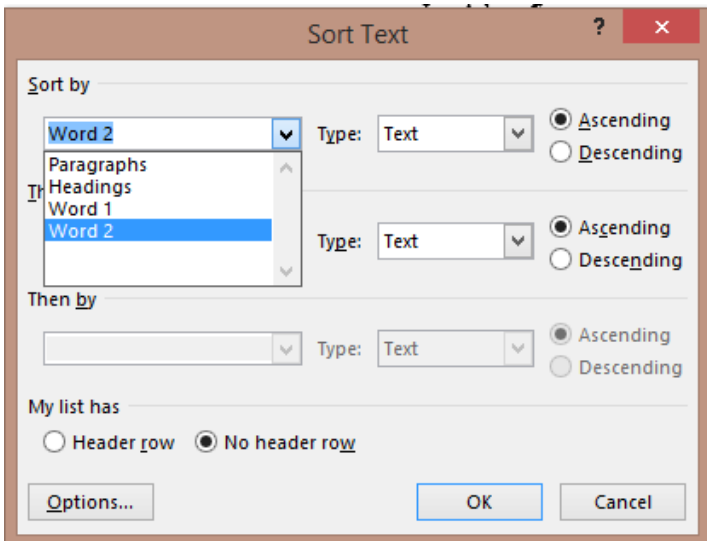 Sort Text ?
Sort by
Word 2 Type: Text Ascending
Descending
Paragraphs
Headings
Word 1
Word 2
Type: Text Ascending
Descending
Then by
Type: Text Ascending
Descending
My list has
Header row No header row
Options... OK Cancel